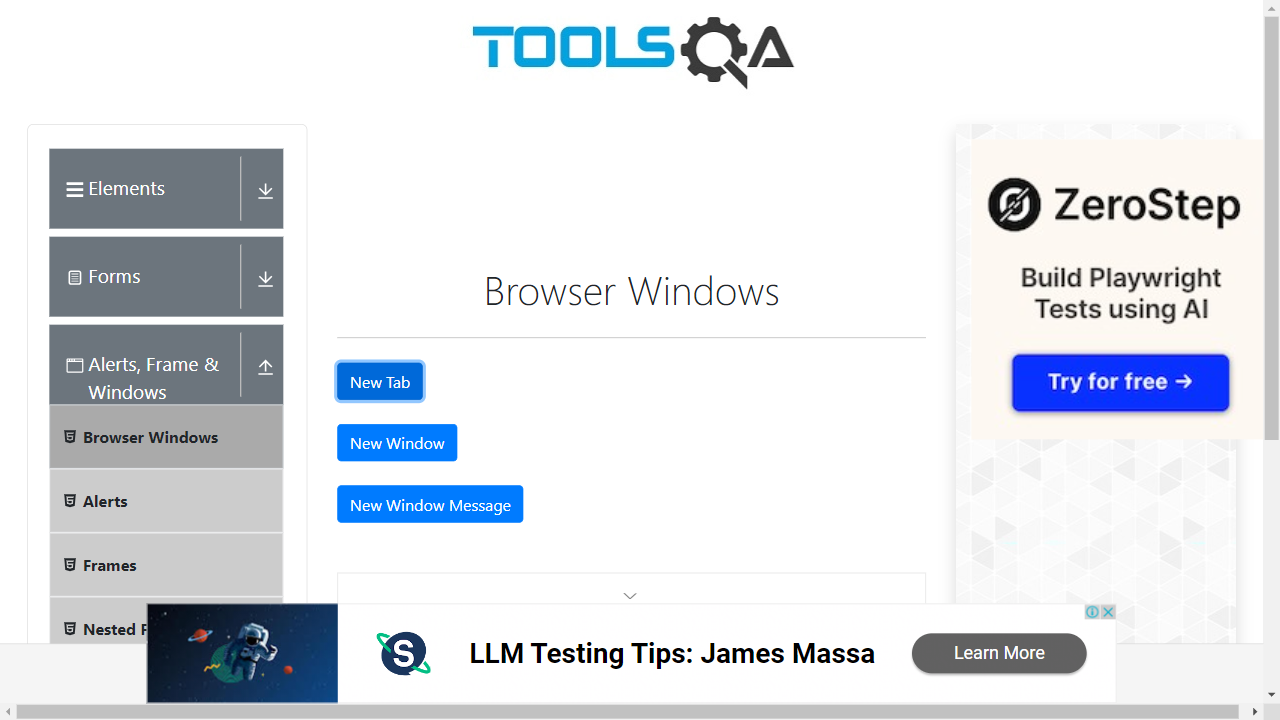 TOOLSQA
Elements
Forms
Alerts, Frame &
Windows
Browser Windows
Alerts
Frames
Nested
Browser Windows
New Tab
New Window
New Window Message
ZeroStep
Build Playwright
Tests using AI
Try for free →
S
LLM Testing Tips: James Massa
Learn More